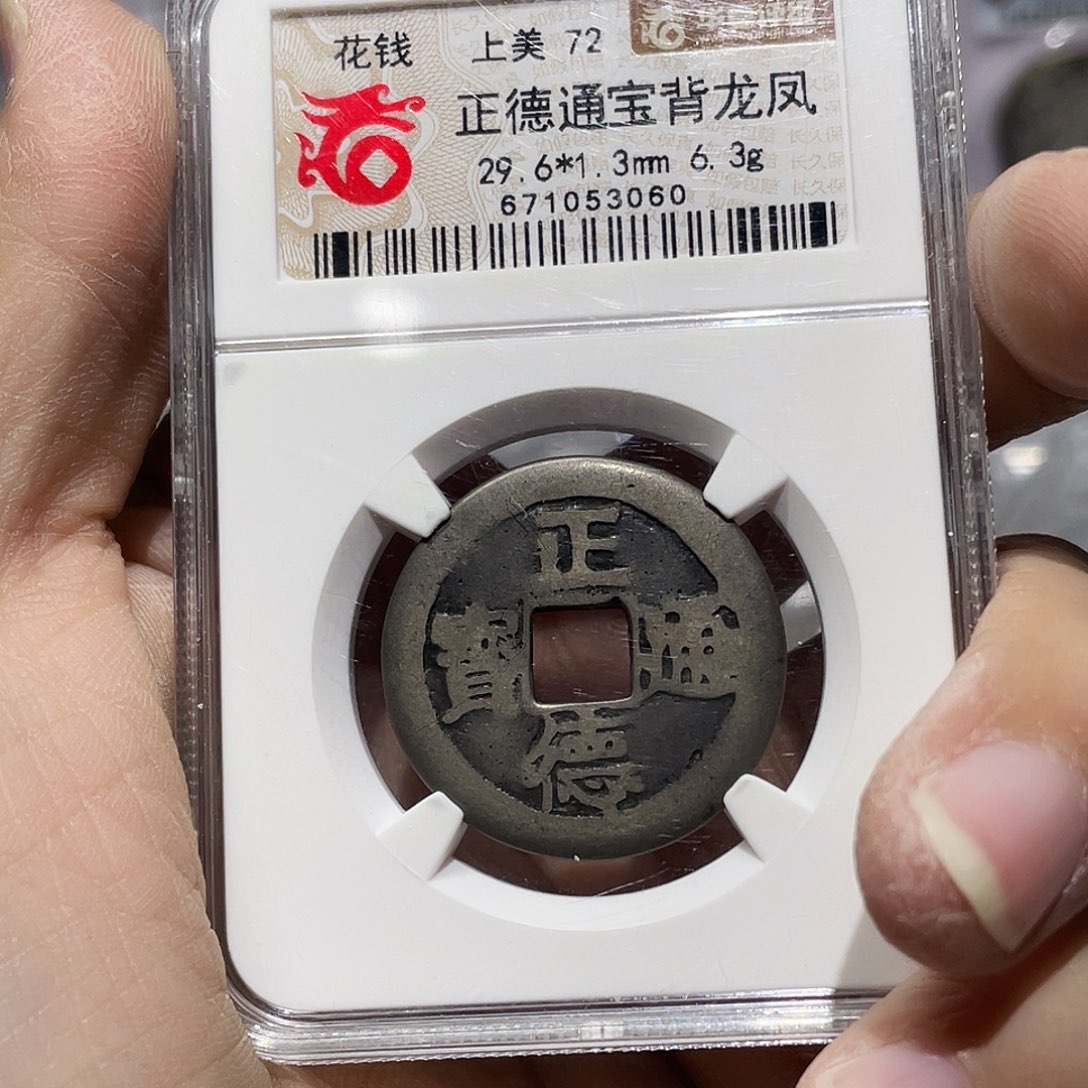 花钱 上美 72
正德通宝背龙凤
29.6*1.3mm 6.3g
671053060
正
寶 通
德